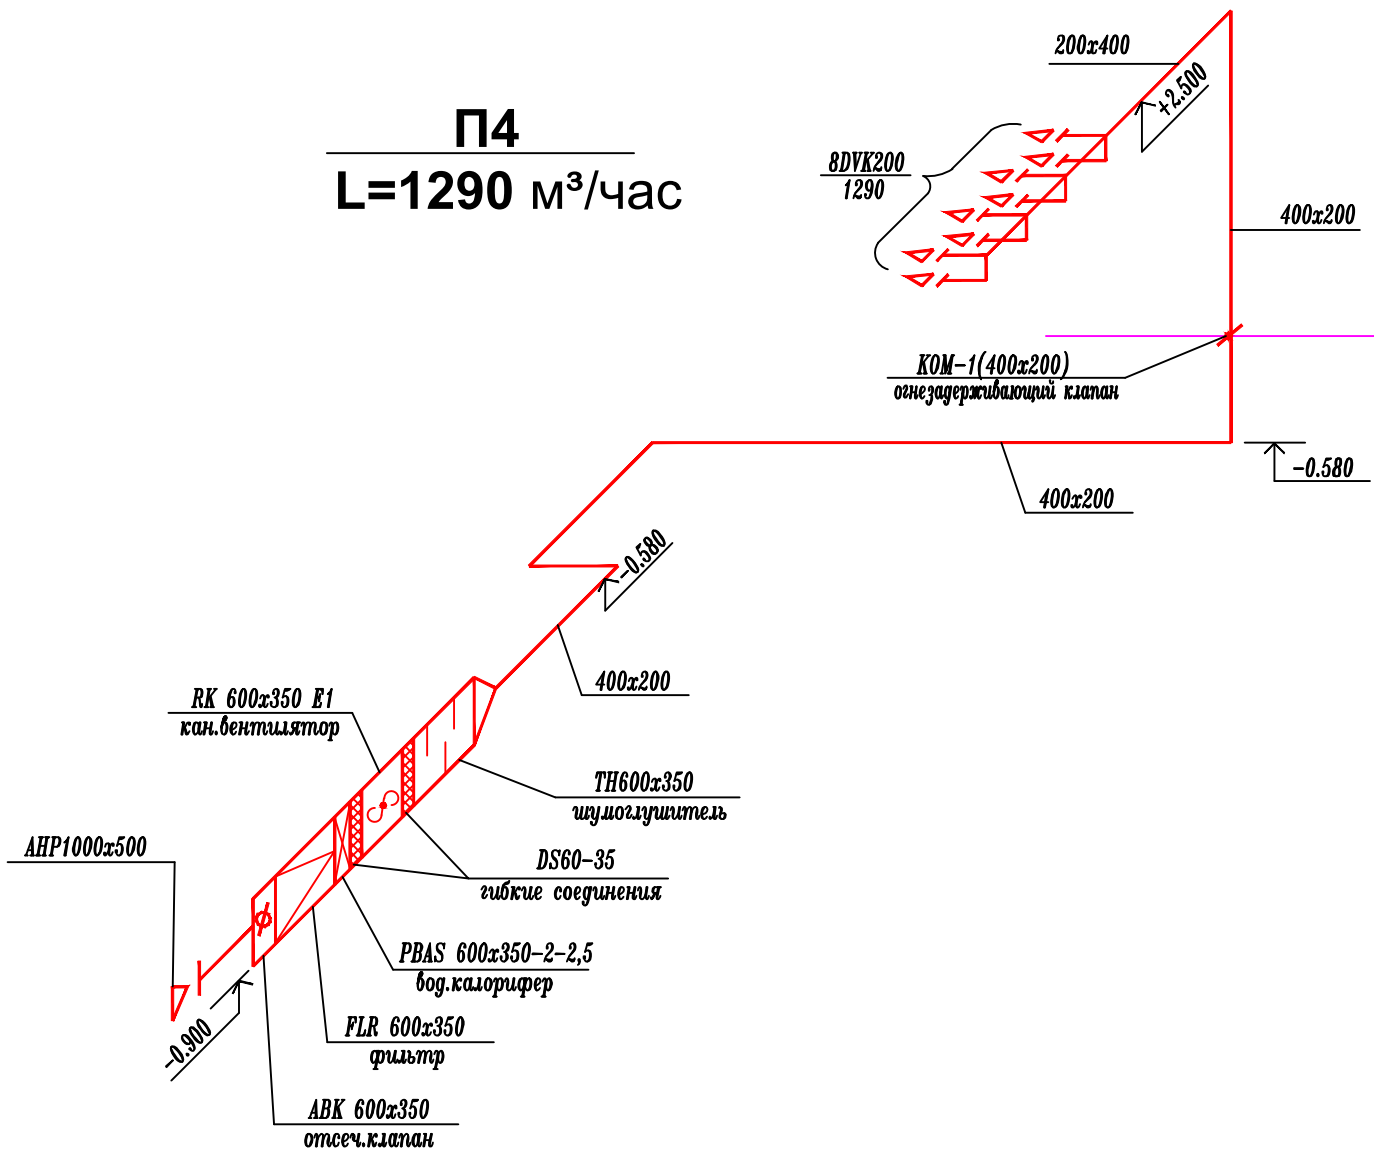 П4
L=1290 м³/час
200x400
+2.500
8DVK200
1290
400x200
КОМ-1(400x200)
огнезадерживающий клапан
-0.580
400x200
-0.580
400x200
RK 600x350 E1
кан.вентилятор
TH600x350
шумоглушитель
AHP1000x500
DS60-35
гибкие соединения
PBAS 600x350-2-2,5
вод.калорифер
FLR 600x350
фильтр
-0.900
ABK 600x350
отсеч.клапан